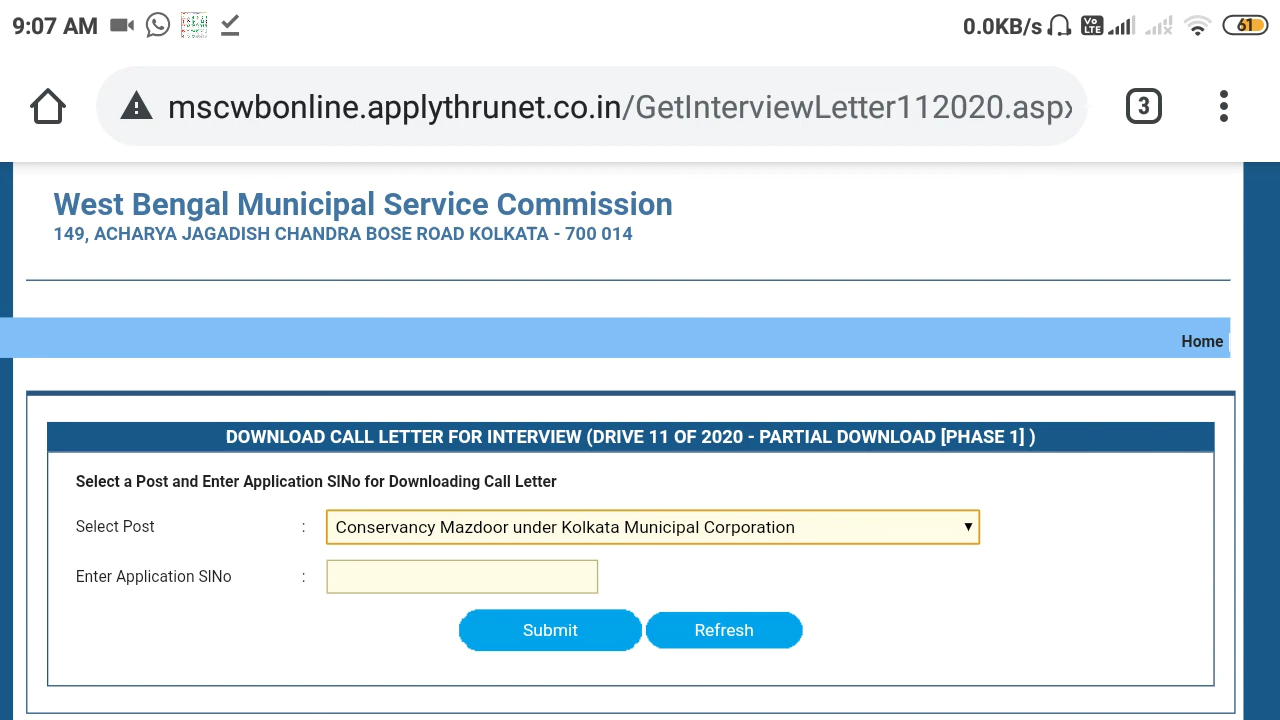 9:07 AM 0.0KB/s Vo LTE 61
mscwbonline.applythrunet.co.in/GetInterviewLetter112020.aspx 3
West Bengal Municipal Service Commission
149, ACHARYA JAGADISH CHANDRA BOSE ROAD KOLKATA - 700 014
Home
DOWNLOAD CALL LETTER FOR INTERVIEW (DRIVE 11 OF 2020 - PARTIAL DOWNLOAD [PHASE 1] )
Select a Post and Enter Application SlNo for Downloading Call Letter
Select Post : Conservancy Mazdoor under Kolkata Municipal Corporation
Enter Application SlNo :
Submit Refresh